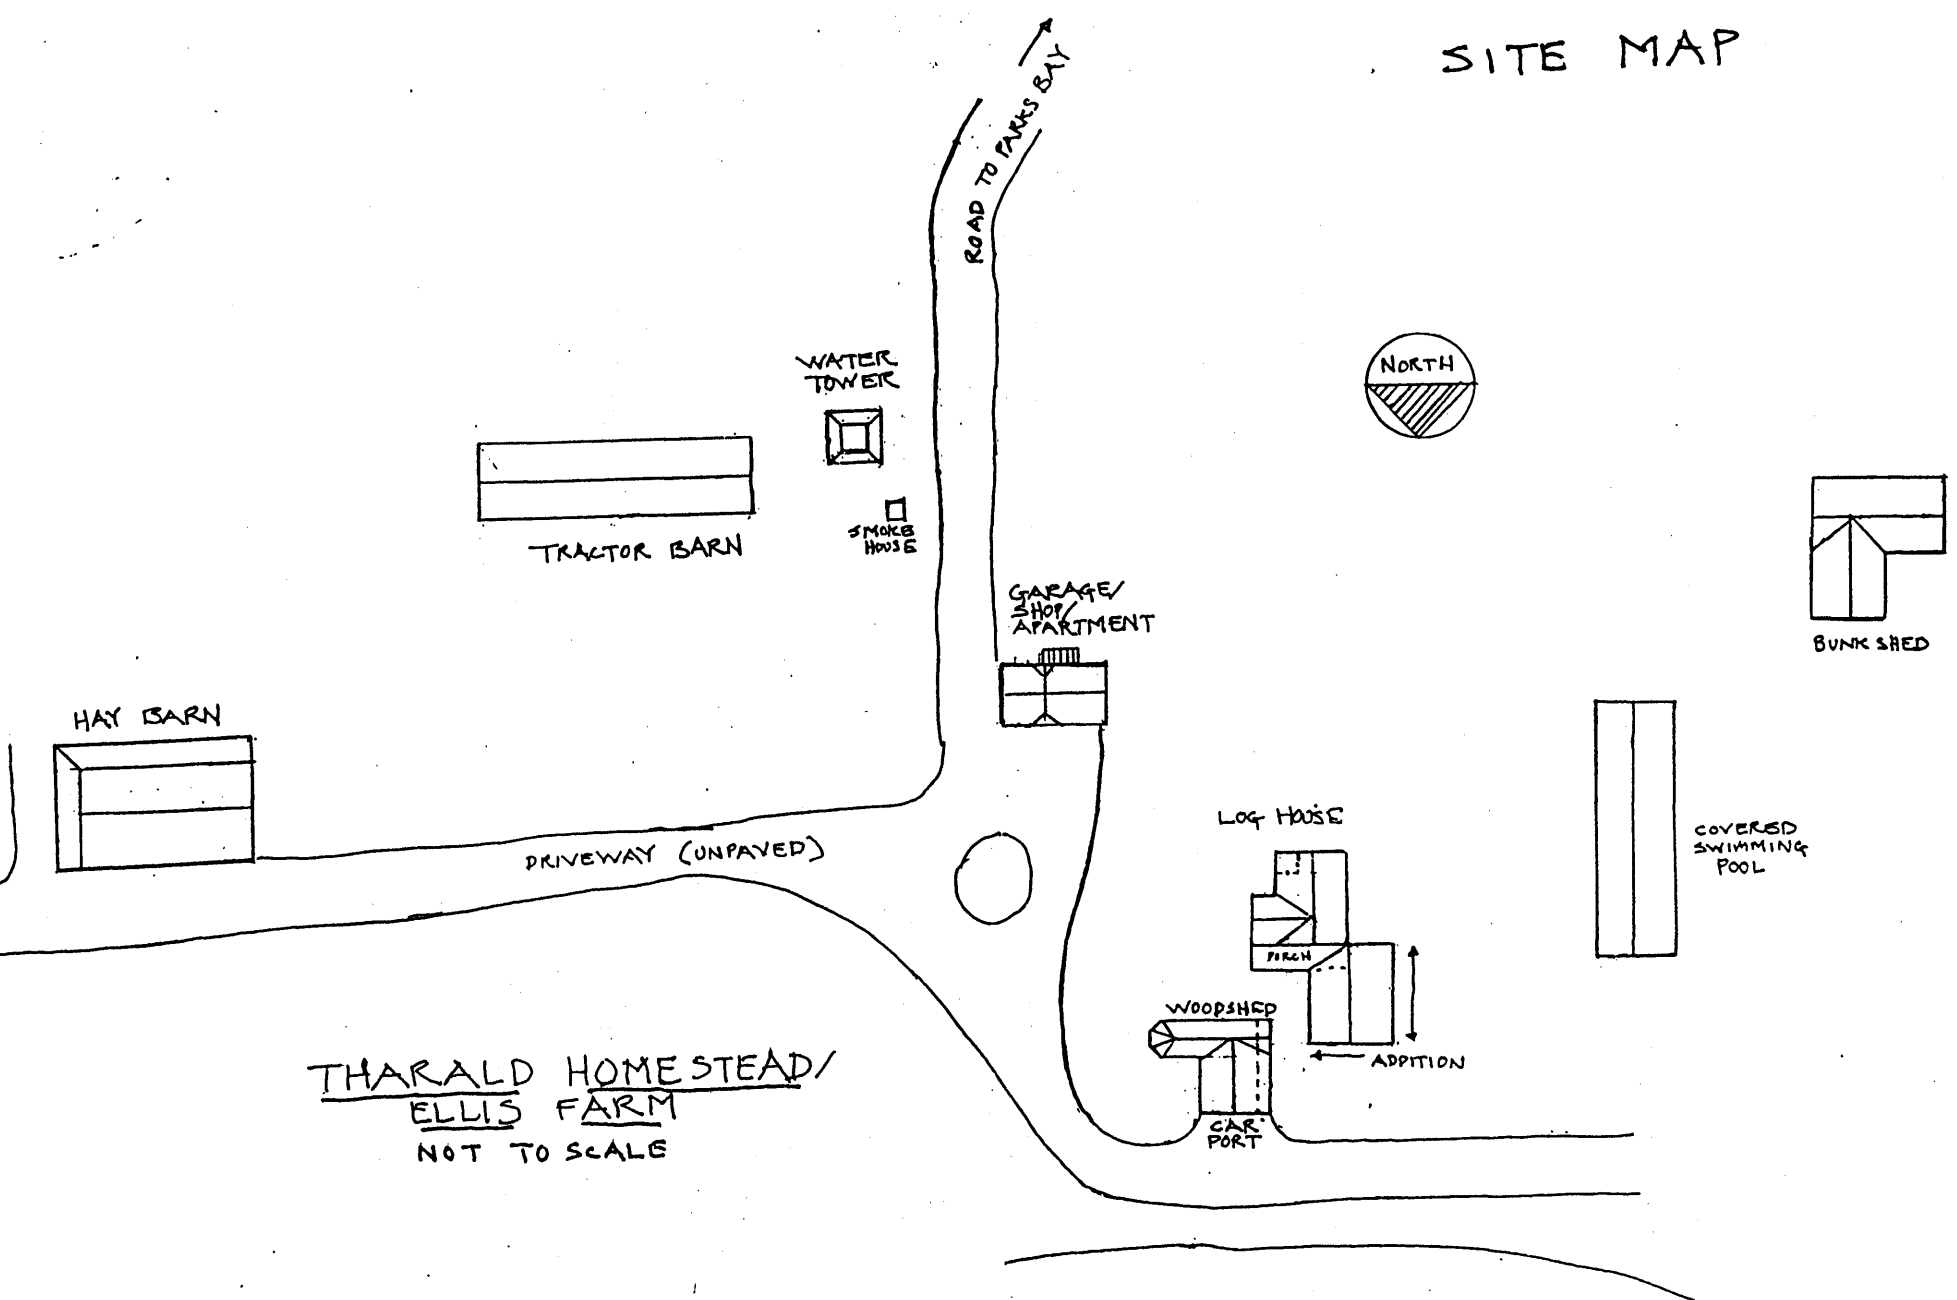 SITE MAP
ROAD TO PARKS BAY
NORTH
WATER
TOWER
TRACTOR BARN
SMOKE
HOUSE
GARAGE/
SHOP/
APARTMENT
BUNK SHED
HAY BARN
LOG HOUSE
COVERED
SWIMMING
POOL
DRIVEWAY (UNPAVED)
PORCH
WOODSHED
ADDITION
CAR
PORT
THARALD HOMESTEAD/
ELLIS FARM
NOT TO SCALE